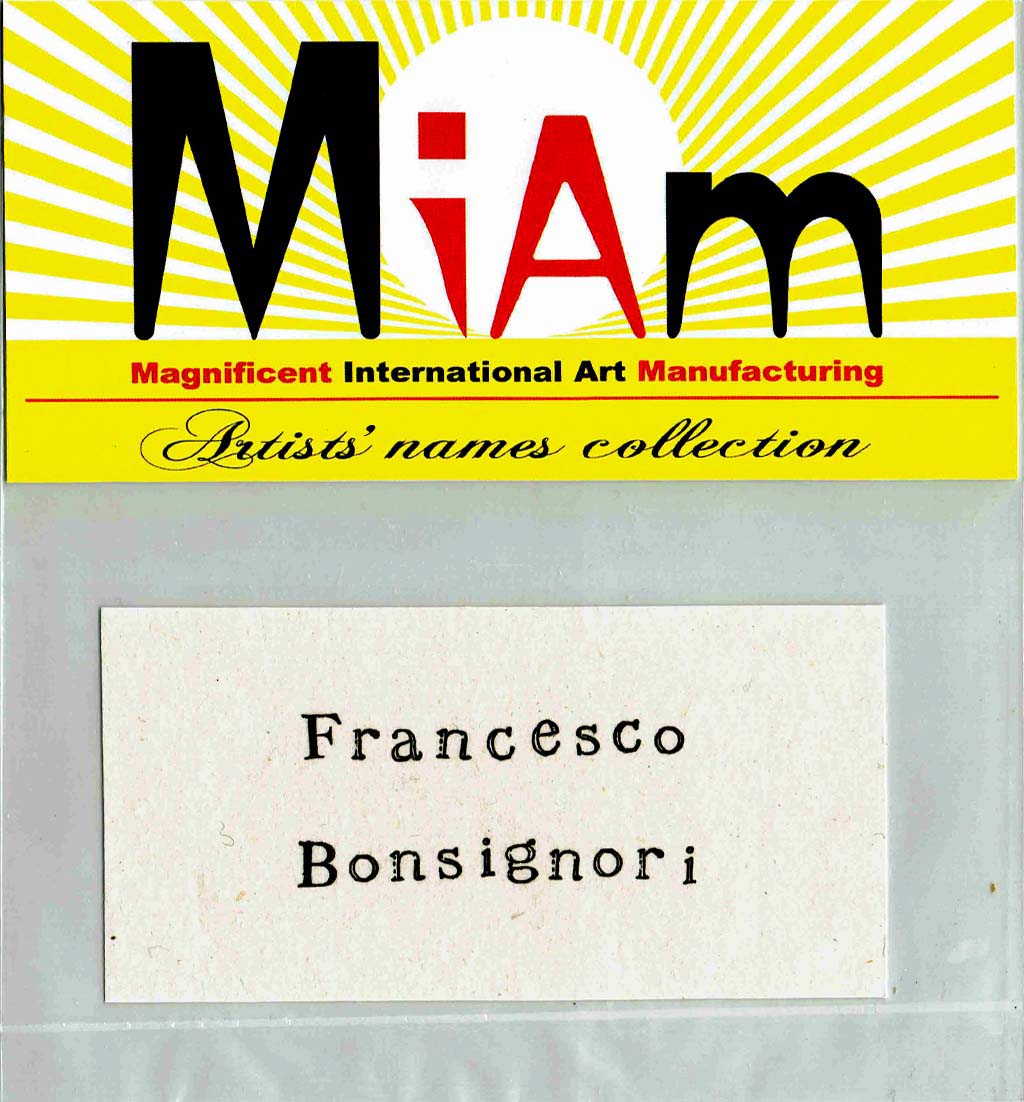 MiAm
Magnificent International Art Manufacturing
Artists' names collection
Francesco
Bonsignori